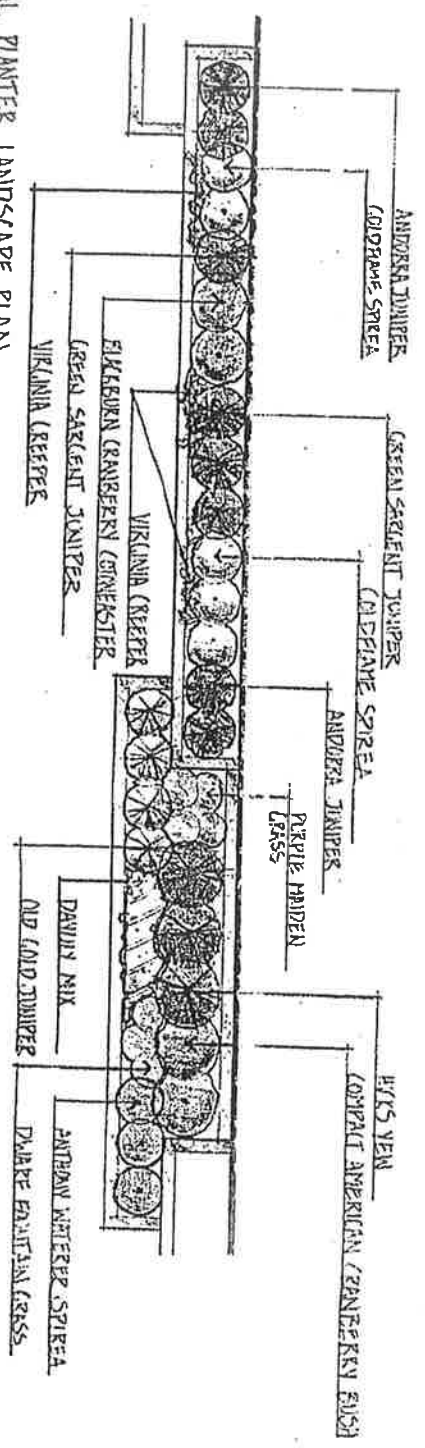 ANDORRA JUNIPER
GOLDFLAME SPIREA
GREEN SARGENT JUNIPER
GOLDFLAME SPIREA
ANDORRA JUNIPER
PURPLE MAIDEN
GRASS
HICKS YEW
COMPACT AMERICAN CRANBERRY BUSH
VIRGINIA CREEPER
CRANBERRY COTONEASTER
GREEN SARGENT JUNIPER
VIRGINIA CREEPER
DAYLILY MIX
OLD GOLD JUNIPER
ANTHONY WATERER SPIREA
DWARF FOUNTAIN GRASS
PLANTER LANDSCAPE PLAN